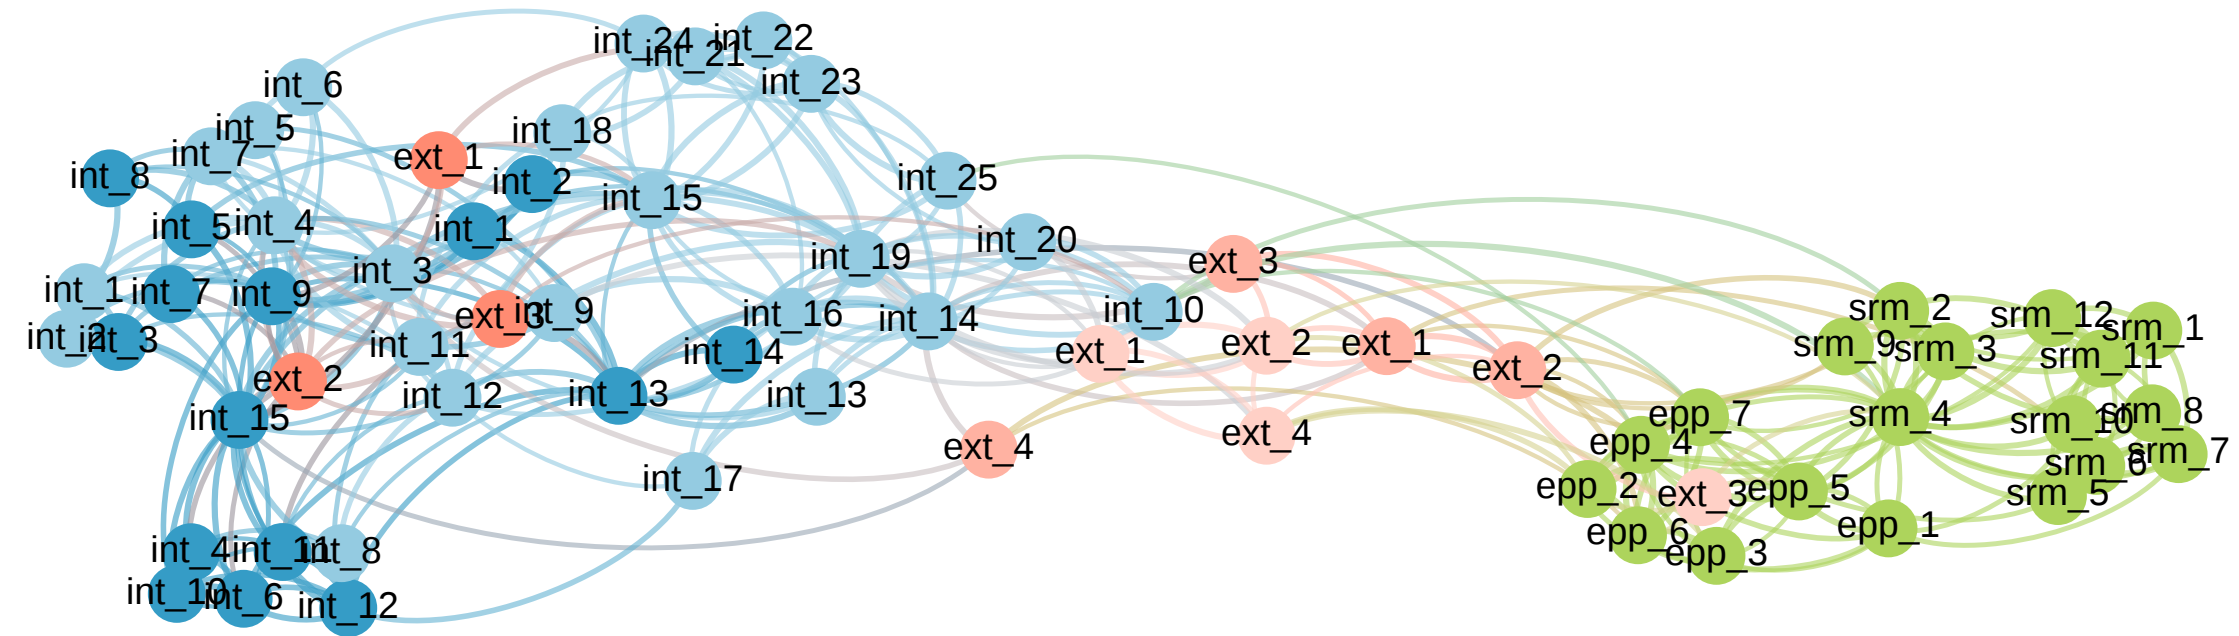 int_24
int_21
int_22
int_23
int_6
int_5
int_7
int_8
ext_1
int_18
int_2
int_15
int_25
int_5
int_4
int_1
int_20
int_19
int_3
ext_3
int_1
int_7
int_9
ext_3
int_9
int_16
int_14
int_10
int_2
int_3
int_11
int_14
ext_1
ext_2
ext_1
ext_2
ext_2
int_12
int_13
int_13
int_15
ext_4
ext_4
int_17
int_4
int_11
int_8
int_10
int_6
int_12
srm_2
srm_12
srm_1
srm_9
srm_3
srm_11
epp_7
srm_4
srm_10
srm_8
epp_4
srm_6
srm_7
epp_2
ext_3
epp_5
srm_5
epp_6
epp_3
epp_1